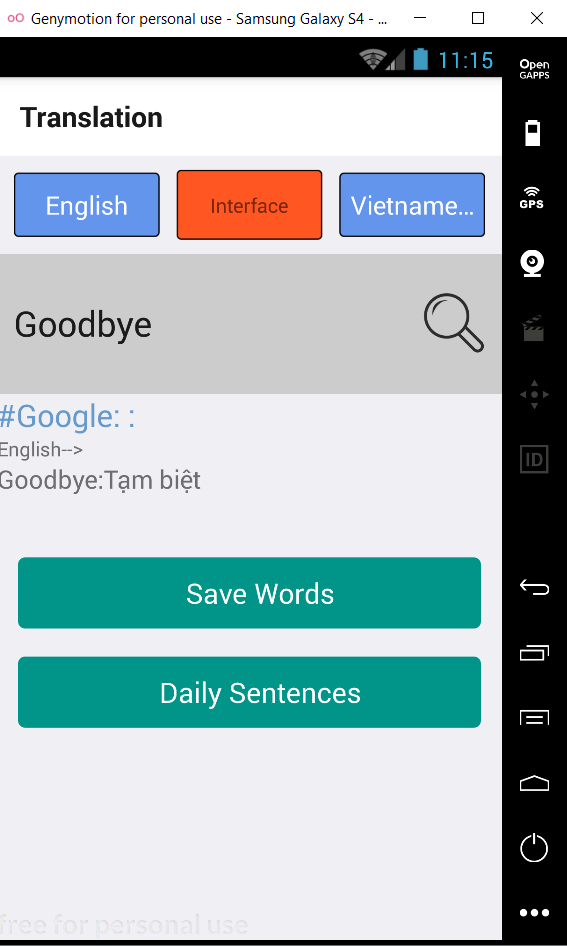 Genymotion for personal use - Samsung Galaxy S4 - ...
11:15
Open
GAPPS
Translation
English
Interface
Vietname...
GPS
Goodbye
#Google: :
English-->
Goodbye:Tạm biệt
ID
Save Words
Daily Sentences
free for personal use